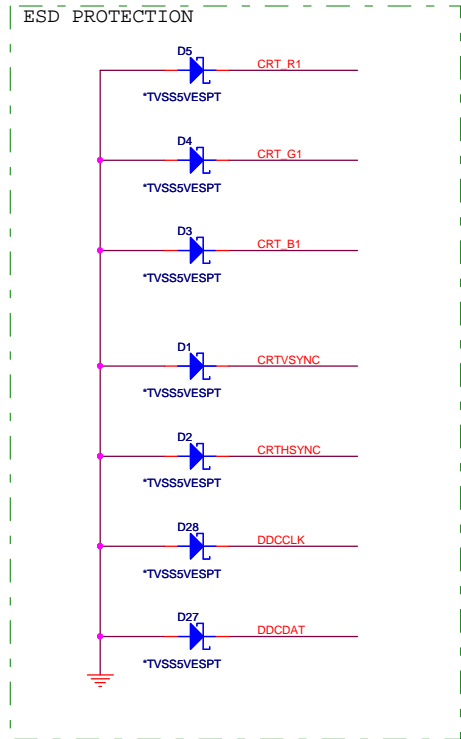 ESD PROTECTION
D5
CRT_R1
*TVSS5VESPT
D4
CRT_G1
*TVSS5VESPT
D3
CRT_B1
*TVSS5VESPT
D1
CRTVSYNC
*TVSS5VESPT
D2
CRTHSYNC
*TVSS5VESPT
D28
DDCCLK
*TVSS5VESPT
D27
DDCDAT
*TVSS5VESPT